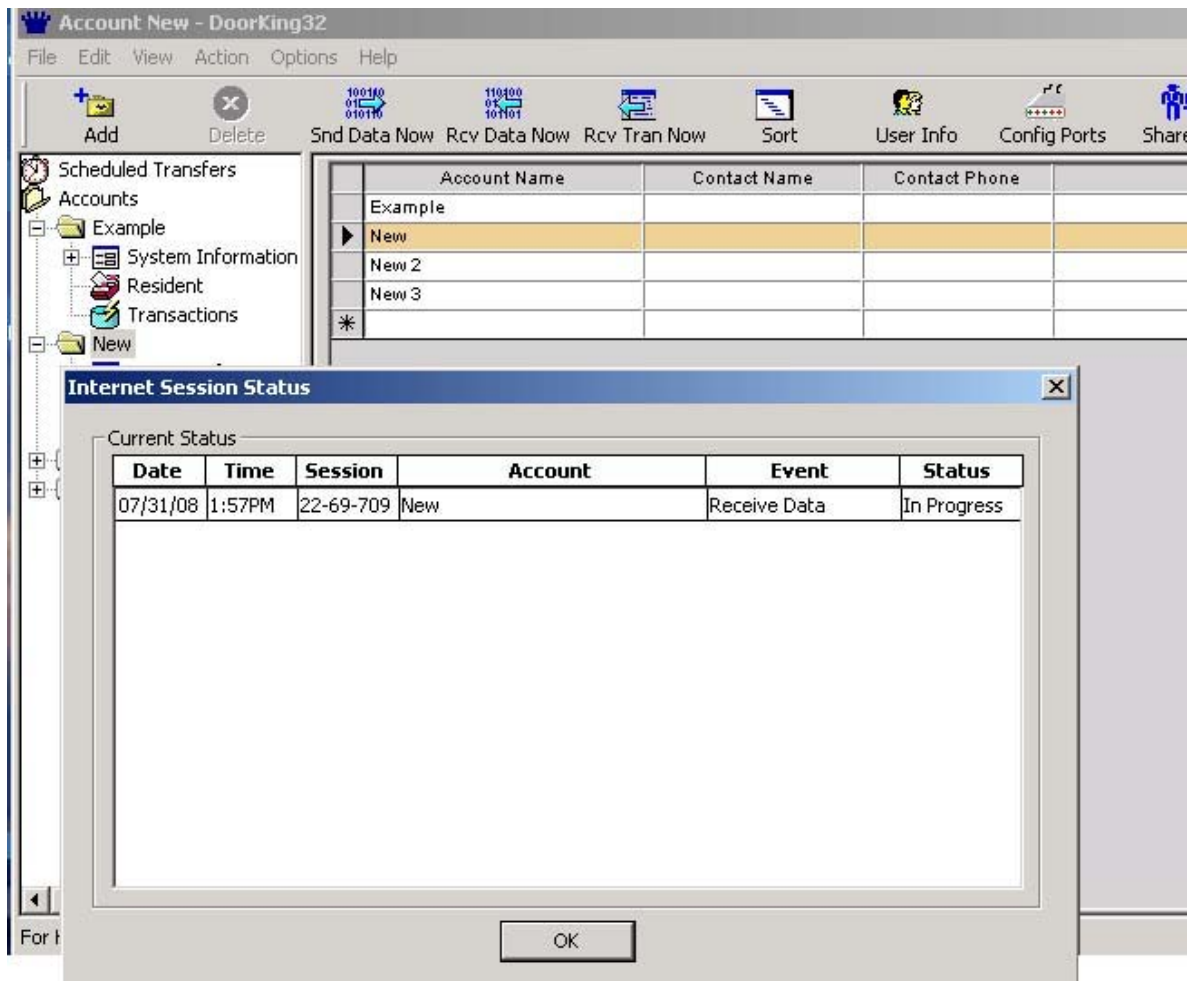 Account New - DoorKing32
File Edit View Action Options Help
Add Delete Snd Data Now Rcv Data Now Rcv Tran Now Sort User Info Config Ports Share
Scheduled Transfers
Accounts
Example
System Information
Resident
Transactions
New
Account Name Contact Name Contact Phone
Example
New
New 2
New 3
Internet Session Status
Current Status
Date Time Session Account Event Status
07/31/08 1:57PM 22-69-709 New Receive Data In Progress
OK
For